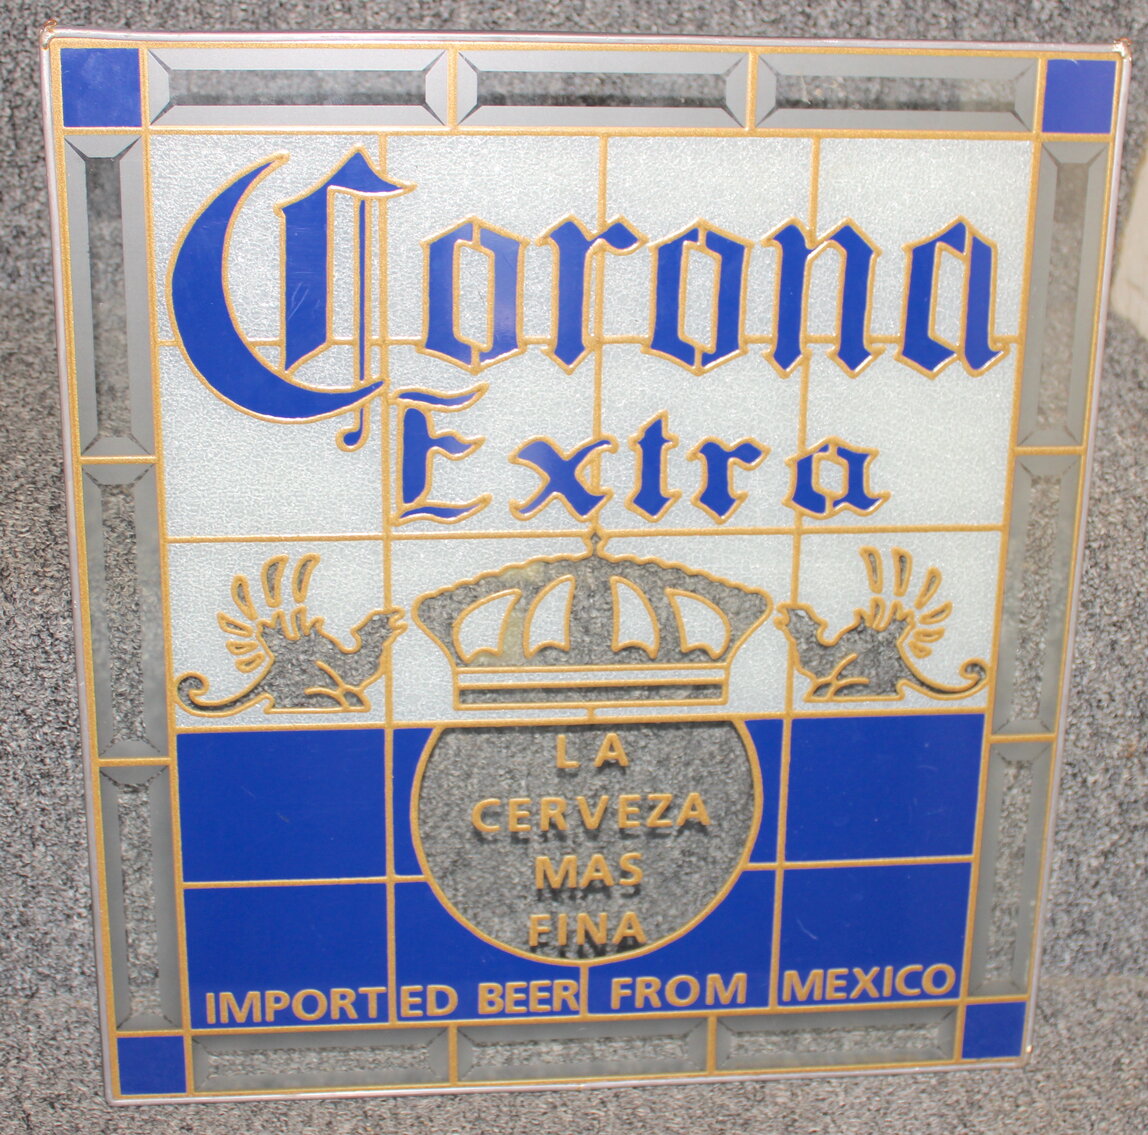 Corona
Extra
LA
CERVEZA
MAS
FINA
IMPORTED BEER FROM MEXICO